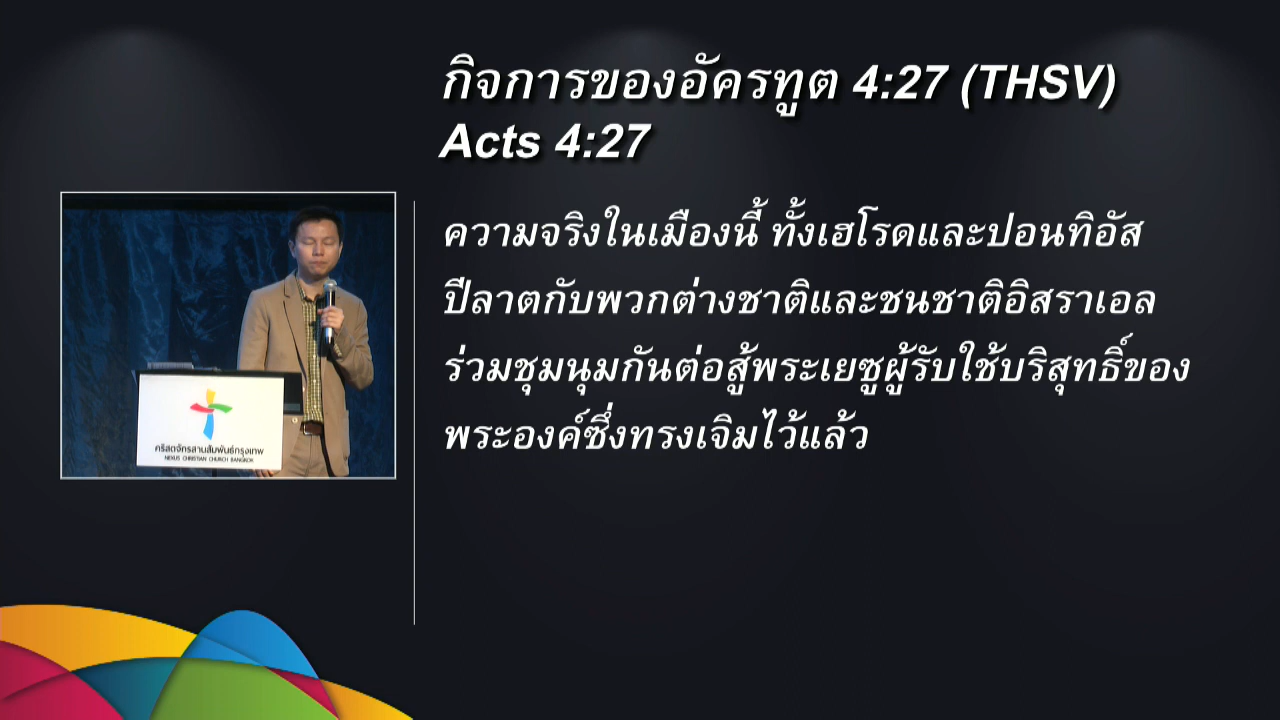 กิจการของอัครทูต 4:27 (THSV)
Acts 4:27
ความจริงในเมืองนี้ ทั้งเฮโรดและปอนทิอัส
ปีลาตกับพวกต่างชาติและชนชาติอิสราเอล
ร่วมชุมนุมกันต่อสู้พระเยซูผู้รับใช้บริสุทธิ์ของ
พระองค์ซึ่งทรงเจิมไว้แล้ว
คริสตจักรสานสัมพันธ์กรุงเทพ
NEXUS CHRISTIAN CHURCH BANGKOK